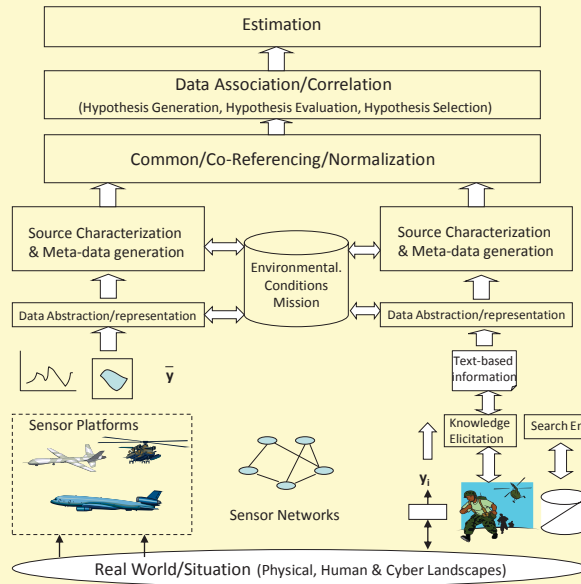 Estimation
Data Association/Correlation
(Hypothesis Generation, Hypothesis Evaluation, Hypothesis Selection)
Common/Co-Referencing/Normalization
Source Characterization
& Meta-data generation
Environmental.
Conditions
Mission
Source Characterization
& Meta-data generation
Data Abstraction/representation
Data Abstraction/representation
y̅
Text-based
information
Sensor Platforms
Knowledge
Elicitation
Search En
yᵢ
Sensor Networks
Real World/Situation (Physical, Human & Cyber Landscapes)